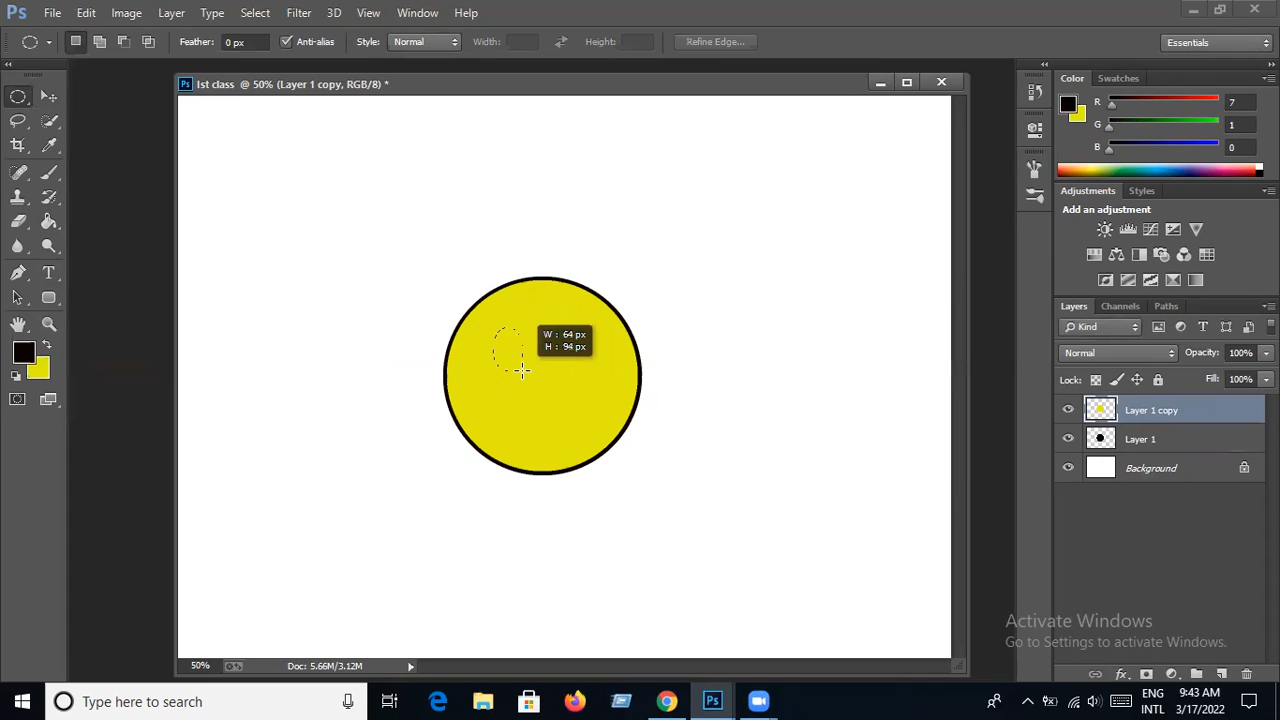 Ps File Edit Image Layer Type Select Filter 3D View Window Help
Feather: 0 px Anti-alias Style: Normal Width: Height: Refine Edge... Essentials
Ps Ist class @ 50% (Layer 1 copy, RGB/8) *
Color Swatches
R 7
G 1
B 0
Adjustments Styles
Add an adjustment
Layers Channels Paths
Kind
Normal Opacity: 100%
Lock: Fill: 100%
Layer 1 copy
Layer 1
Background
W : 64 px
H : 94 px
T
Activate Windows
Go to Settings to activate Windows.
50% Doc: 5.66M/3.12M
fx
Type here to search
Ps
ENG
INTL
9:43 AM
3/17/2022